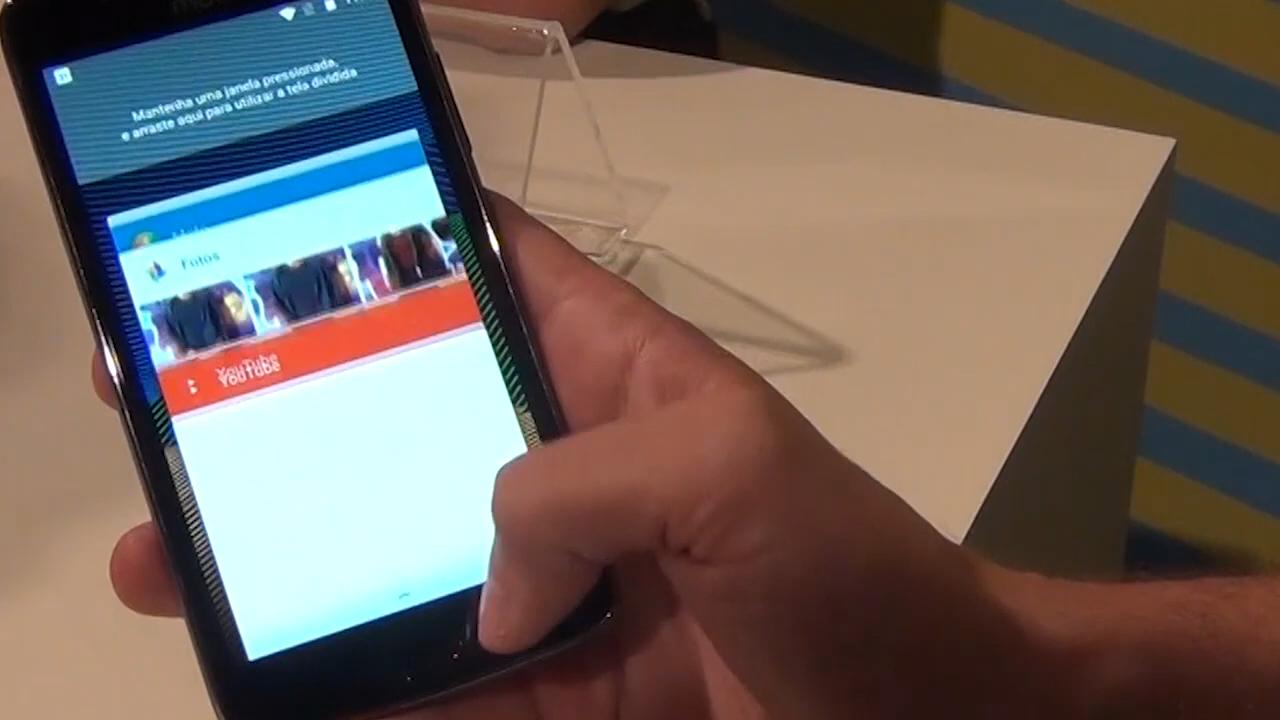 Mantenha uma janela pressionada,
e arraste aqui para utilizar a tela dividida
Fotos
YouTube